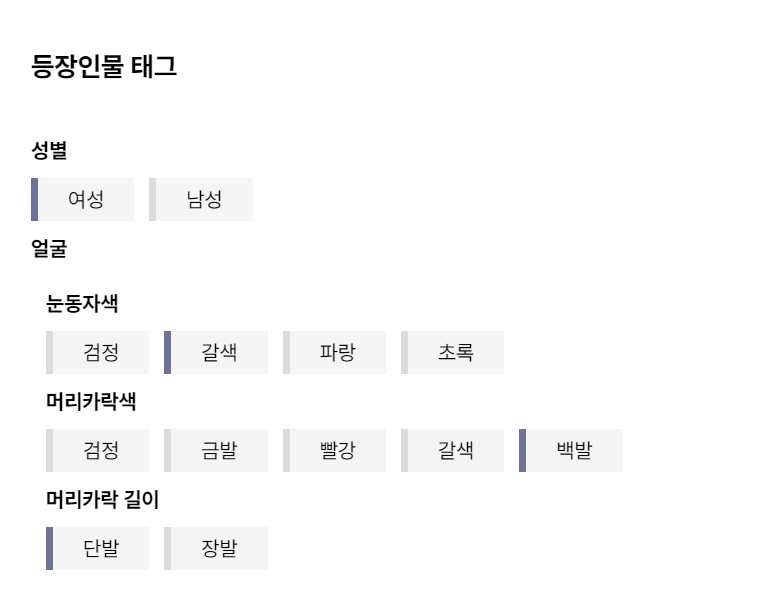 등장인물 태그
성별
여성 남성
얼굴
눈동자색
검정 갈색 파랑 초록
머리카락색
검정 금발 빨강 갈색 백발
머리카락 길이
단발 장발